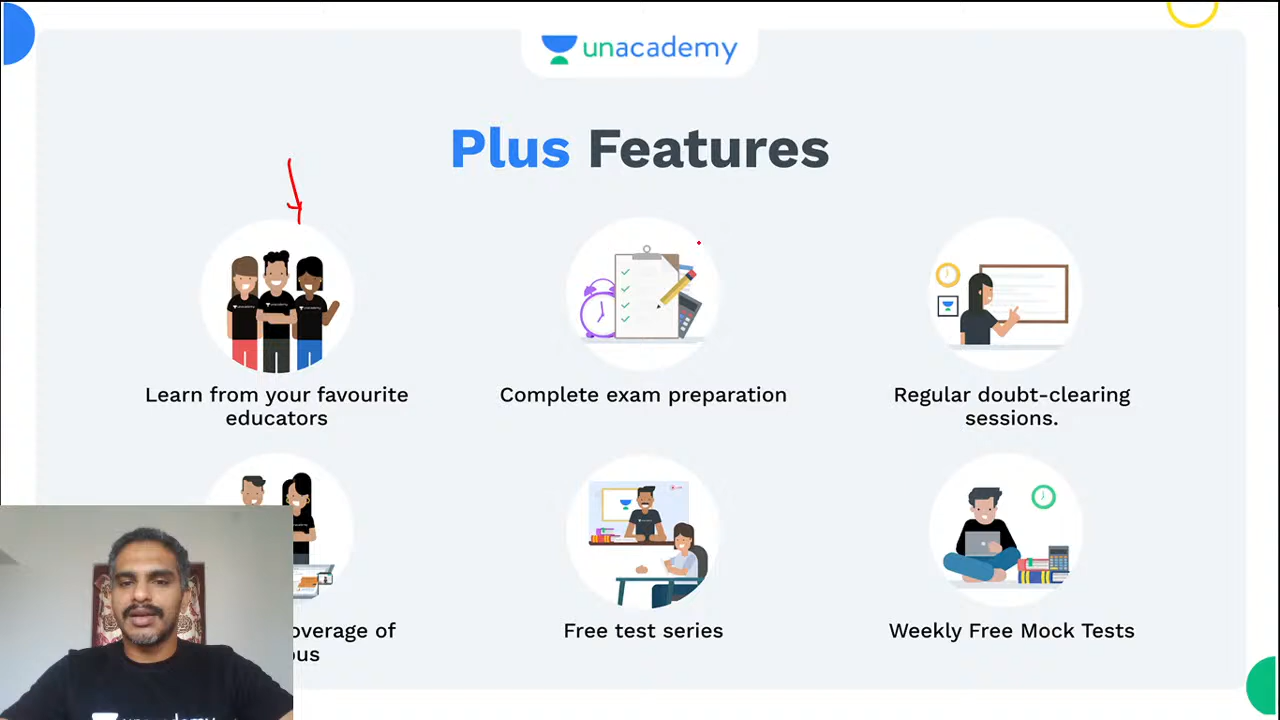 unacademy
Plus Features
Learn from your favourite
educators
Complete exam preparation
Regular doubt-clearing
sessions.
overage of
ous
Free test series
Weekly Free Mock Tests
unacademy